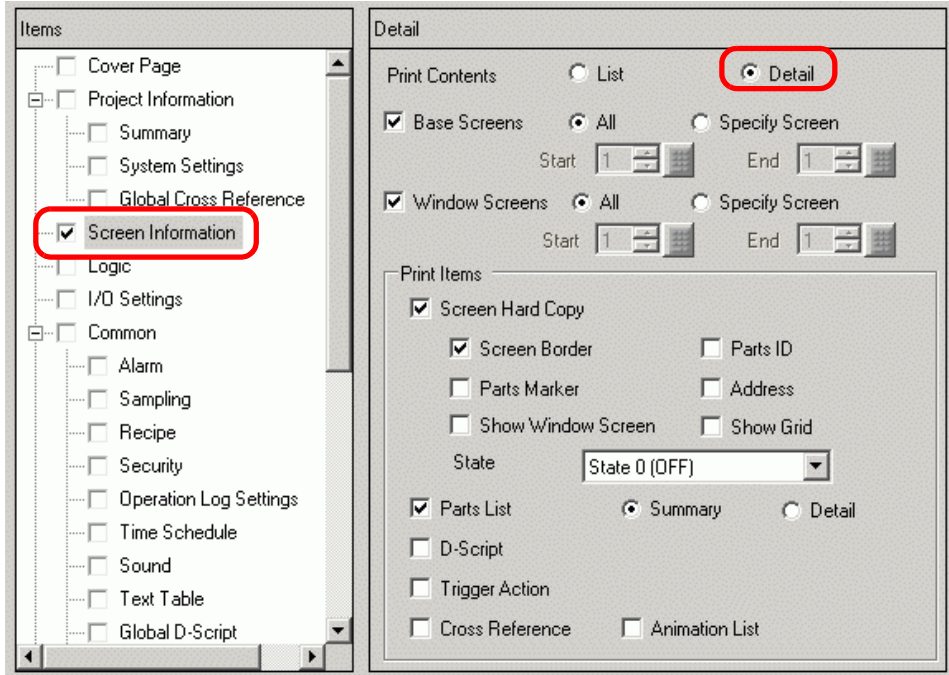 Items
Cover Page
Project Information
Summary
System Settings
Global Cross Reference
Screen Information
Logic
I/O Settings
Common
Alarm
Sampling
Recipe
Security
Operation Log Settings
Time Schedule
Sound
Text Table
Global D-Script
Detail
Print Contents List Detail
Base Screens All Specify Screen
Start 1 End 1
Window Screens All Specify Screen
Start 1 End 1
Print Items
Screen Hard Copy
Screen Border Parts ID
Parts Marker Address
Show Window Screen Show Grid
State State 0 (OFF)
Parts List Summary Detail
D-Script
Trigger Action
Cross Reference Animation List